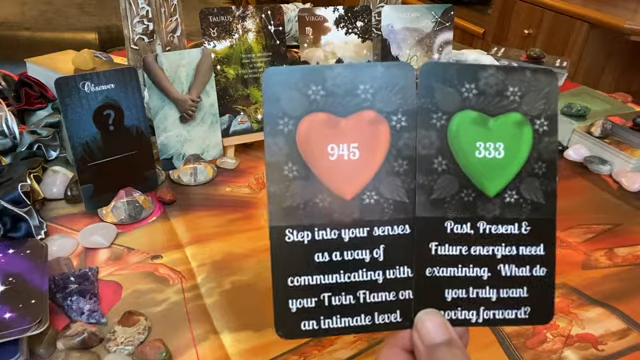 Observer
?
TAURUS
VIRGO
945
Step into your senses
as a way of
communicating with
your Twin Flame on
an intimate level
333
Past, Present &
Future energies need
examining. What do
you truly want
moving forward?